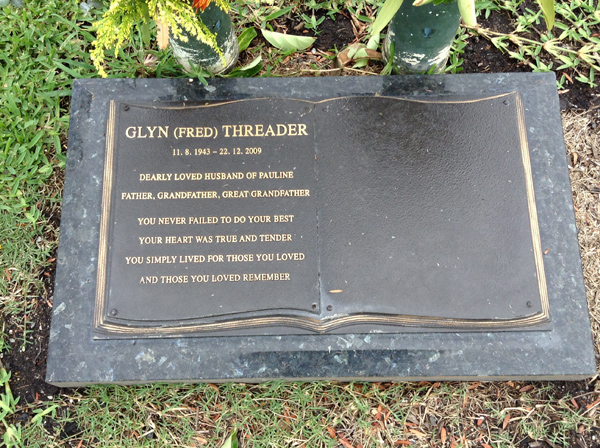 GLYN (FRED) THREADER
11. 8. 1943 – 22. 12. 2009
DEARLY LOVED HUSBAND OF PAULINE
FATHER, GRANDFATHER, GREAT GRANDFATHER
YOU NEVER FAILED TO DO YOUR BEST
YOUR HEART WAS TRUE AND TENDER
YOU SIMPLY LIVED FOR THOSE YOU LOVED
AND THOSE YOU LOVED REMEMBER